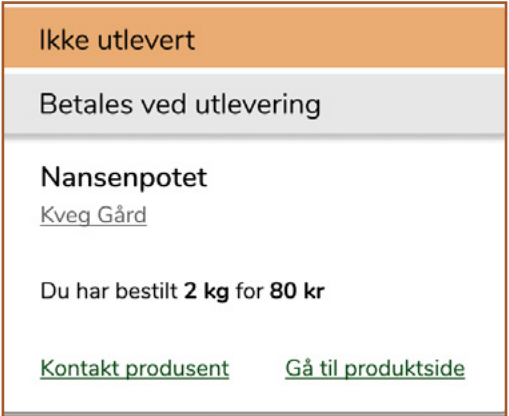 Ikke utlevert
Betales ved utlevering
Nansenpotet
Kveg Gård
Du har bestilt 2 kg for 80 kr
Kontakt produsent Gå til produktside